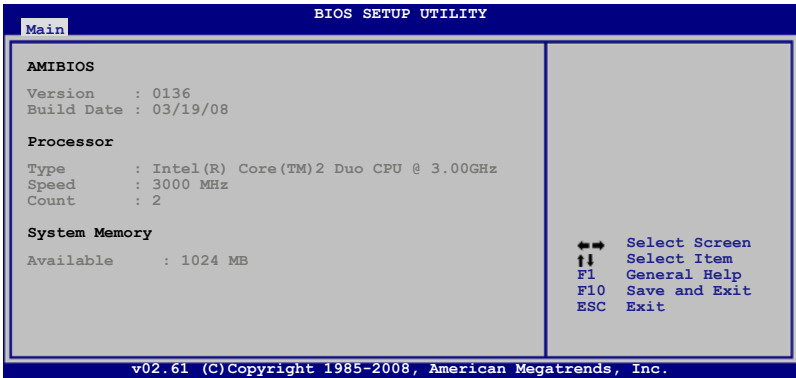 BIOS SETUP UTILITY
Main
AMIBIOS
Version : 0136
Build Date : 03/19/08
Processor
Type : Intel(R) Core(TM)2 Duo CPU @ 3.00GHz
Speed : 3000 MHz
Count : 2
System Memory
Available : 1024 MB
Select Screen
Select Item
F1 General Help
F10 Save and Exit
ESC Exit
v02.61 (C)Copyright 1985-2008, American Megatrends, Inc.